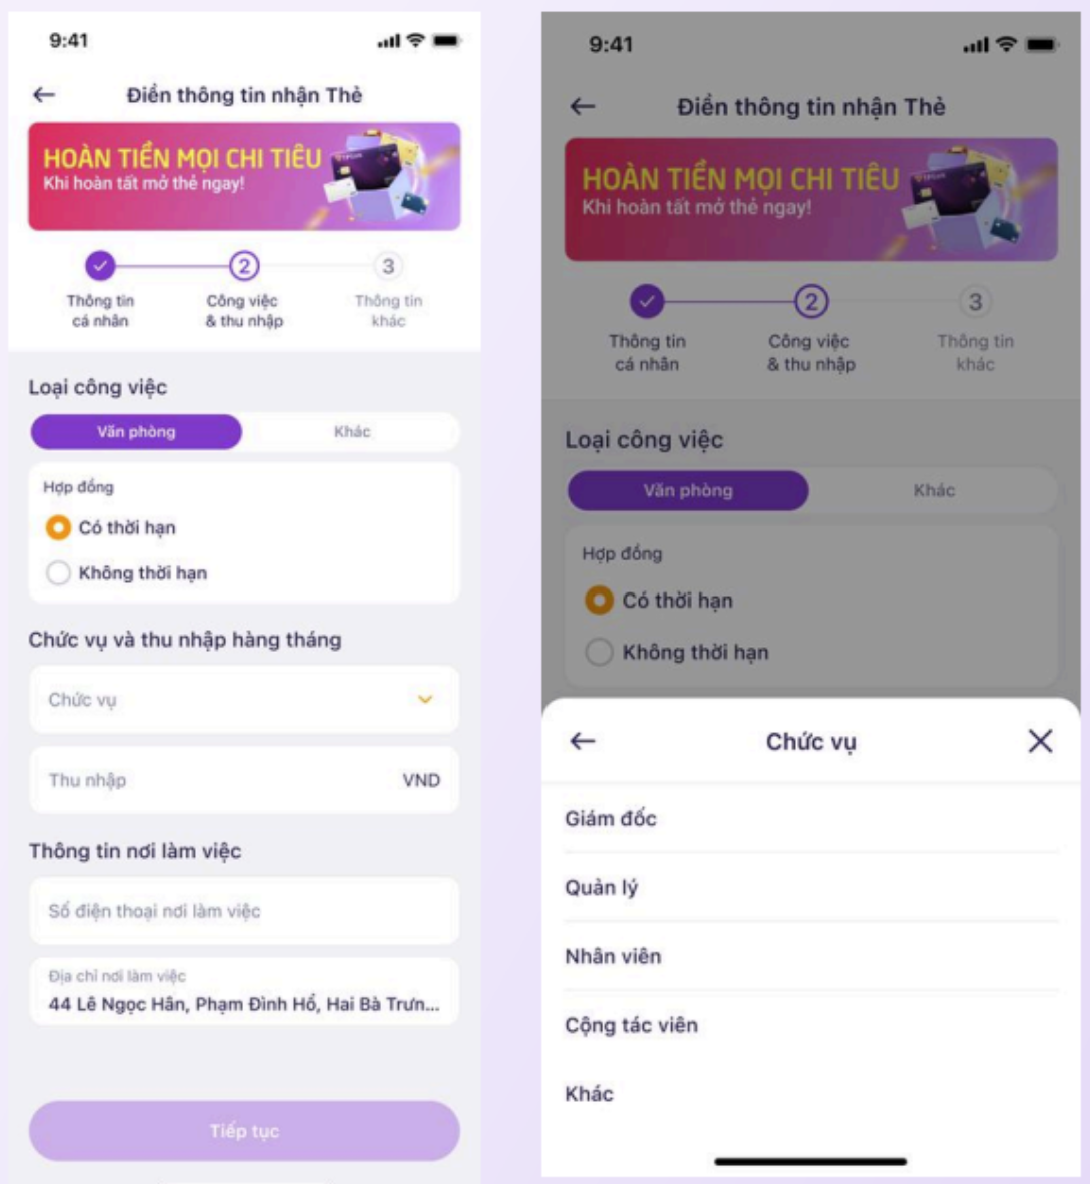 9:41
Điền thông tin nhận Thẻ
HOÀN TIỀN MỌI CHI TIÊU
Khi hoàn tất mở thẻ ngay!
2
3
Thông tin
cá nhân
Công việc
& thu nhập
Thông tin
khác
Loại công việc
Văn phòng
Khác
Hợp đồng
Có thời hạn
Không thời hạn
Chức vụ và thu nhập hàng tháng
Chức vụ
Thu nhập
VND
Thông tin nơi làm việc
Số điện thoại nơi làm việc
Địa chỉ nơi làm việc
44 Lê Ngọc Hân, Phạm Đình Hổ, Hai Bà Trưn...
Tiếp tục
9:41
Điền thông tin nhận Thẻ
HOÀN TIỀN MỌI CHI TIÊU
Khi hoàn tất mở thẻ ngay!
2
3
Thông tin
cá nhân
Công việc
& thu nhập
Thông tin
khác
Loại công việc
Văn phòng
Khác
Hợp đồng
Có thời hạn
Không thời hạn
Chức vụ
Giám đốc
Quản lý
Nhân viên
Cộng tác viên
Khác